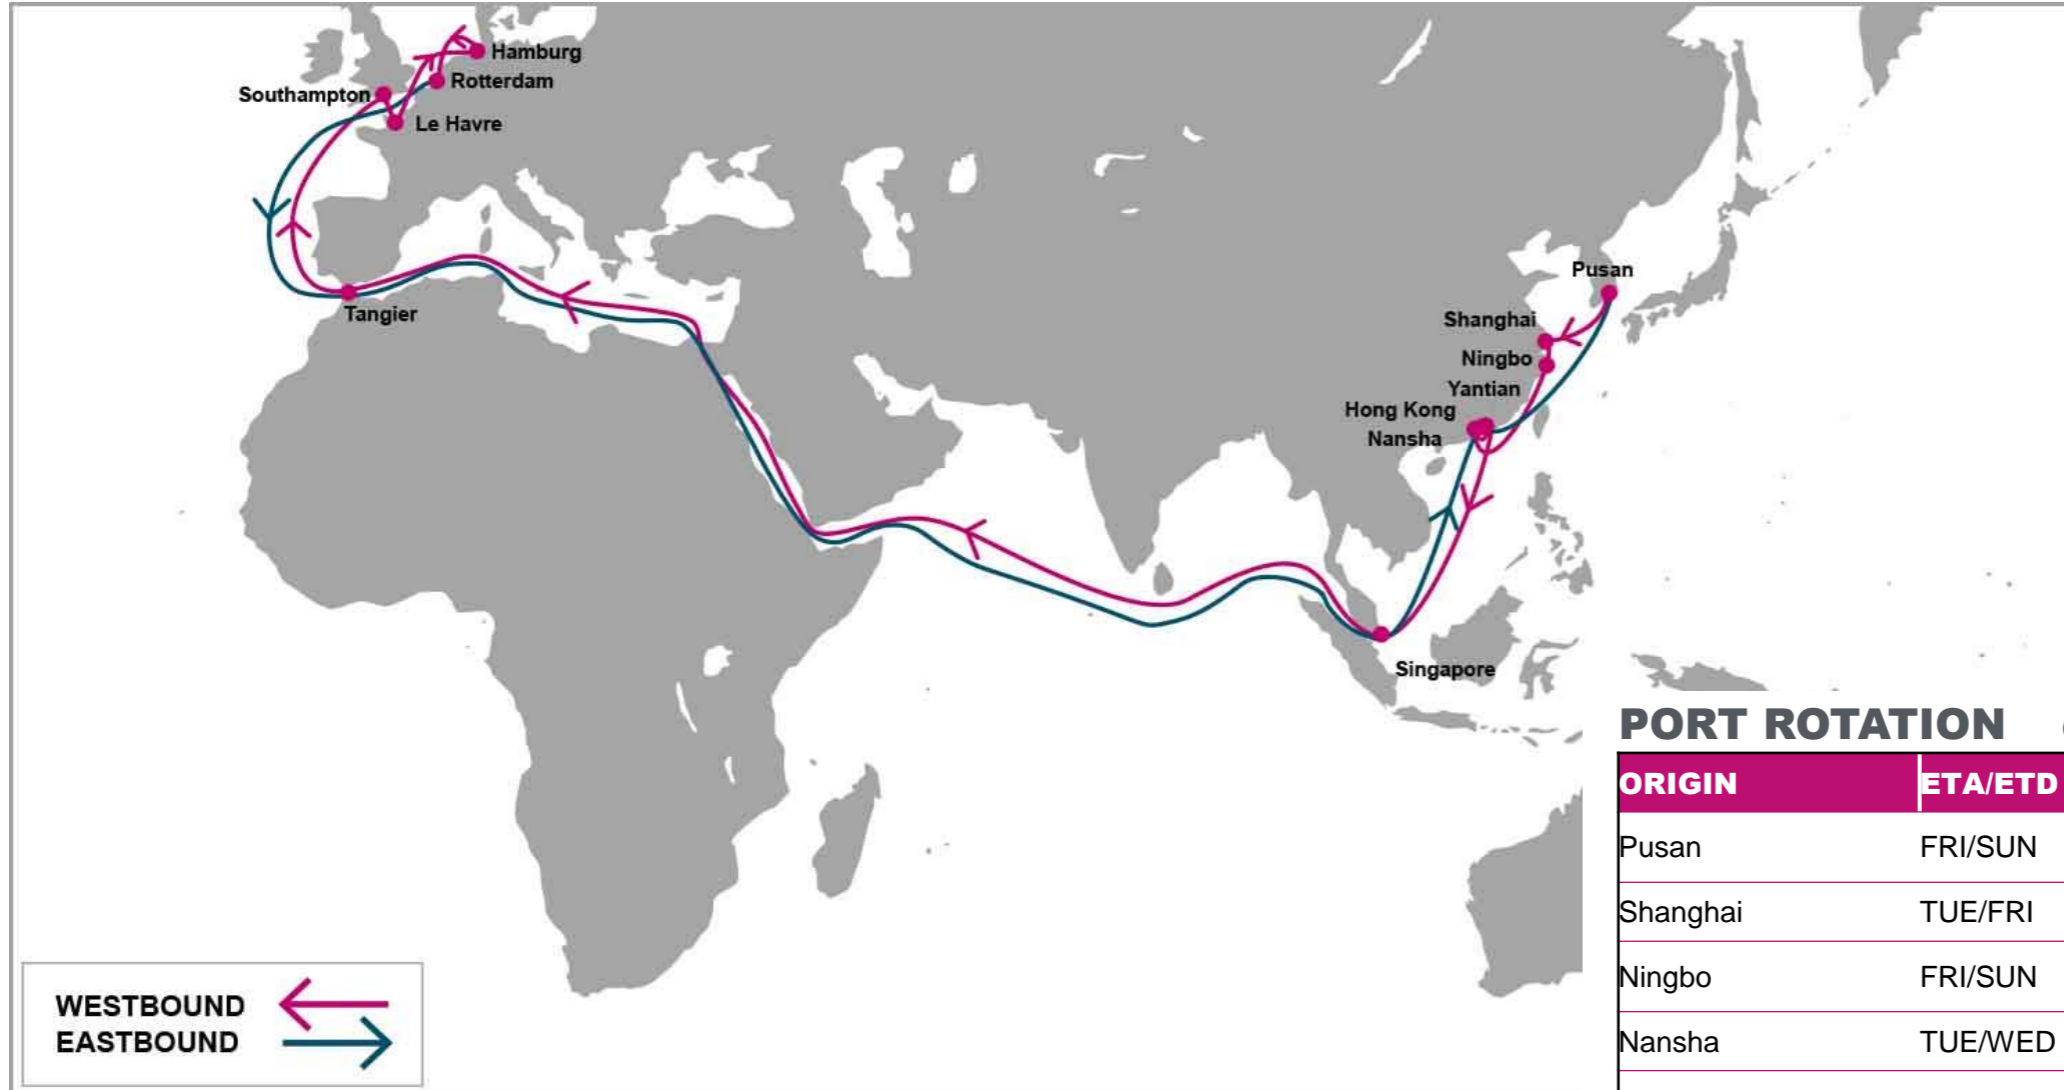 Hamburg
Rotterdam
Southampton
Le Havre
Tangier
Pusan
Shanghai
Ningbo
Yantian
Hong Kong
Nansha
Singapore
WESTBOUND
EASTBOUND
PORT ROTATION
ORIGIN ETA/ETD
Pusan FRI/SUN
Shanghai TUE/FRI
Ningbo FRI/SUN
Nansha TUE/WED